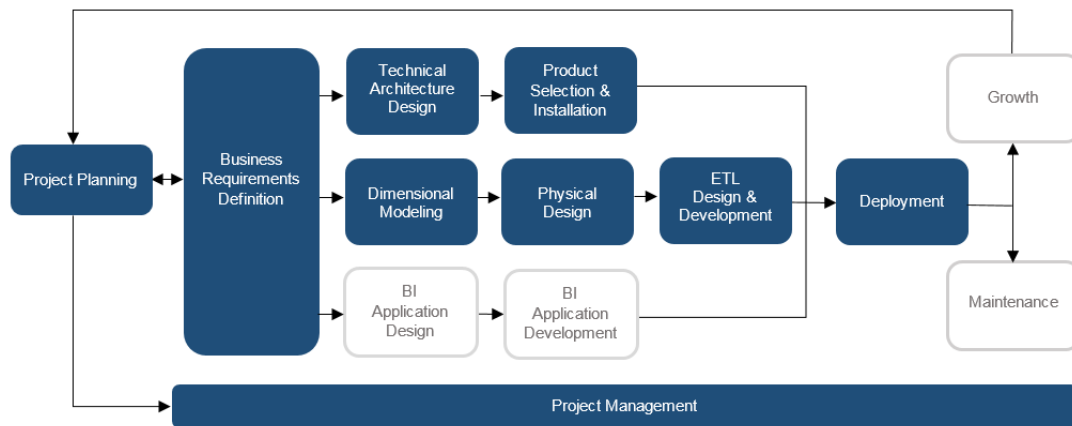 Technical
Architecture
Design
Product
Selection &
Installation
Growth
Project Planning
Business
Requirements
Definition
Dimensional
Modeling
Physical
Design
ETL
Design &
Development
Deployment
BI
Application
Design
BI
Application
Development
Maintenance
Project Management